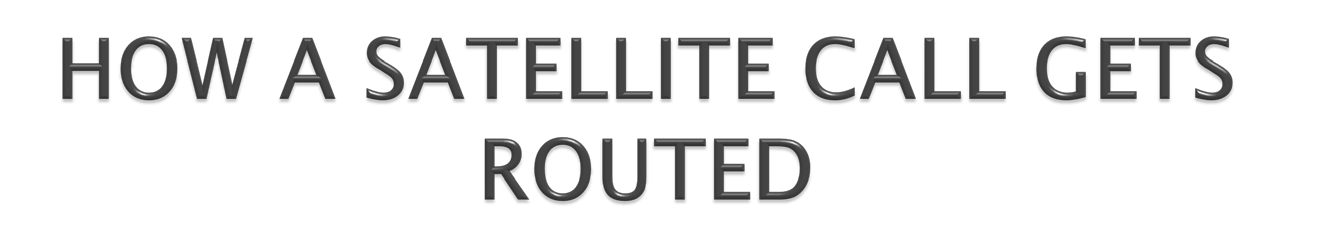 HOW A SATELLITE CALL GETS
ROUTED